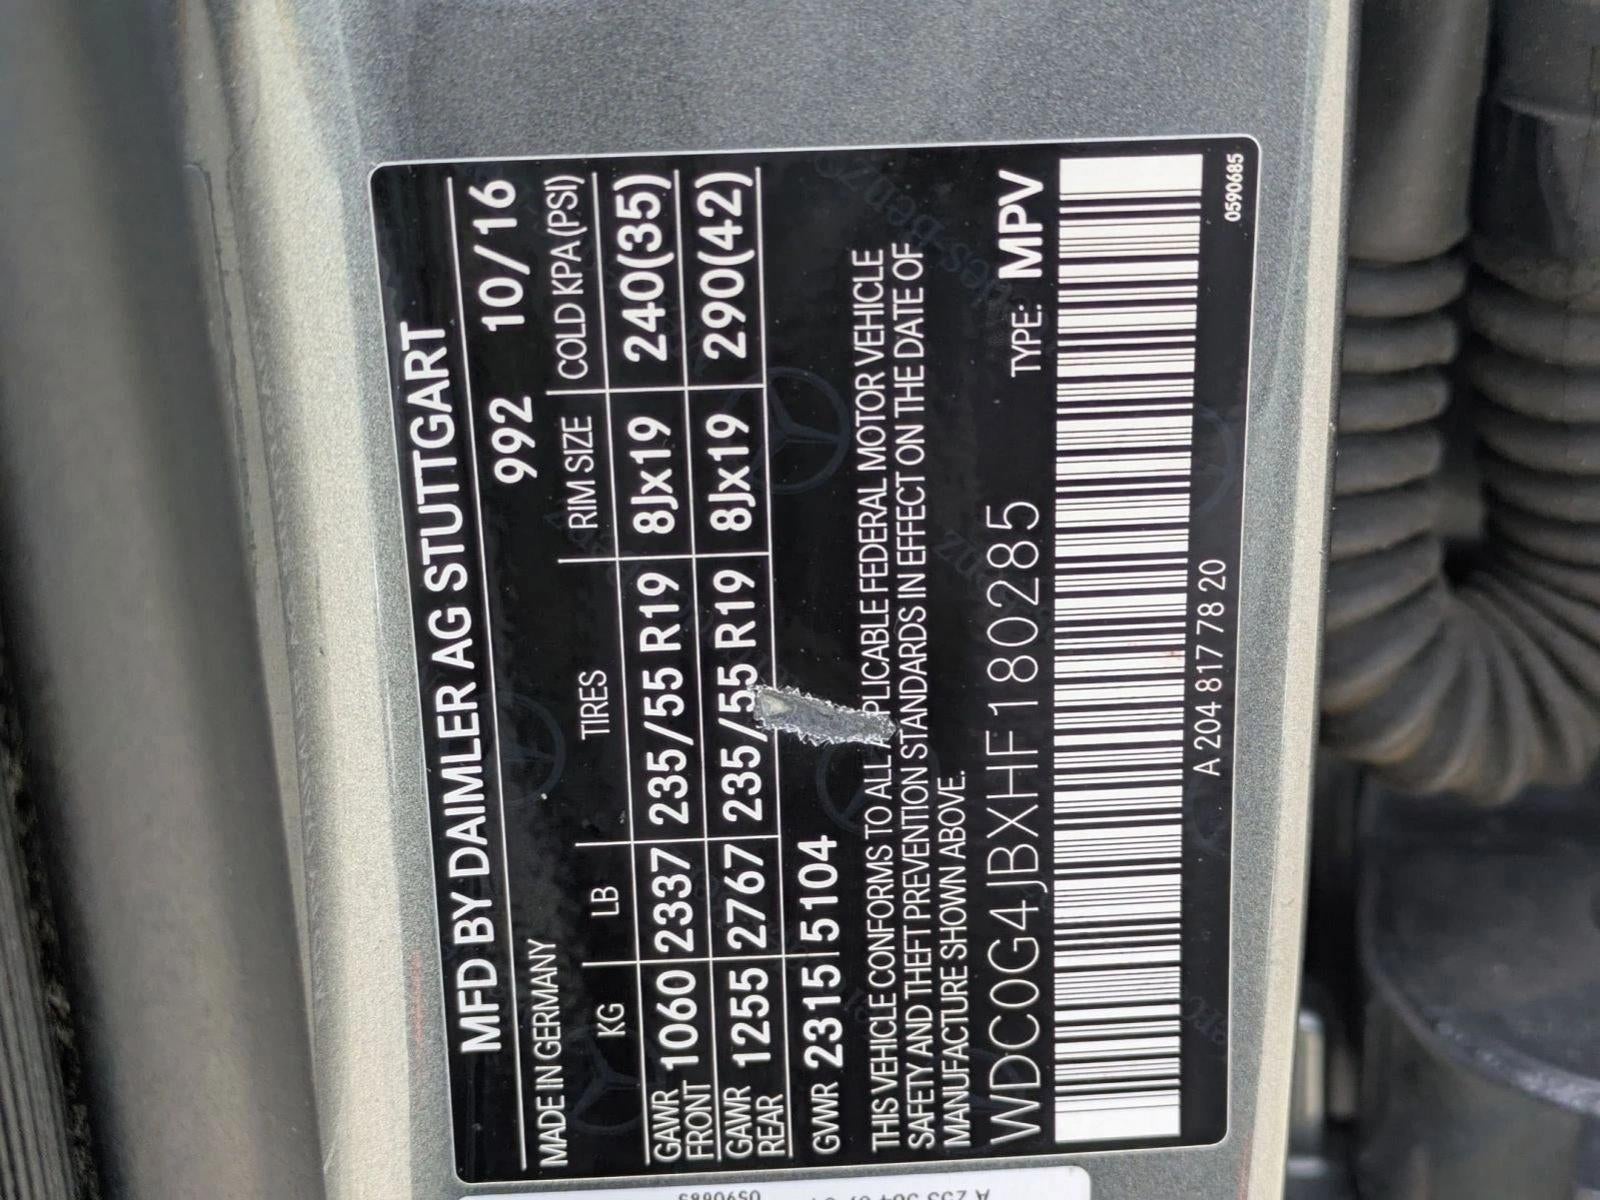 MFD BY DAIMLER AG STUTTGART
MADE IN GERMANY 992 10/16
KG LB TIRES RIM SIZE COLD KPA (PSI)
GAWR FRONT 1060 2337 235/55 R19 8Jx19 240(35)
GAWR REAR 1255 2767 235/55 R19 8Jx19 290(42)
GWR 2315 5104
THIS VEHICLE CONFORMS TO ALL APPLICABLE FEDERAL MOTOR VEHICLE
SAFETY AND THEFT PREVENTION STANDARDS IN EFFECT ON THE DATE OF
MANUFACTURE SHOWN ABOVE.
WDC0G4JBXHF180285 TYPE: MPV
A 204 817 78 20
0590685